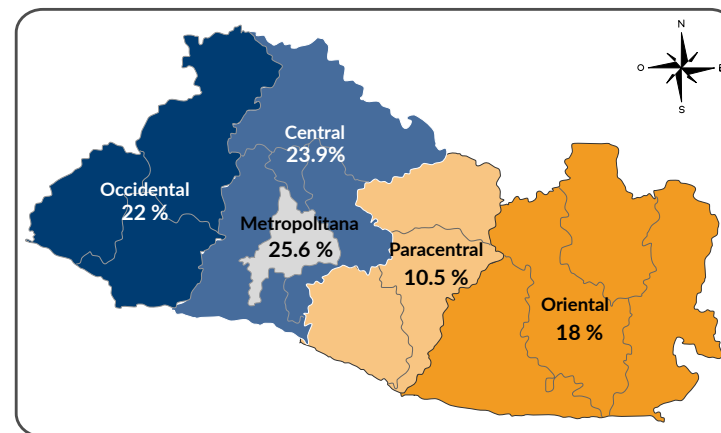 N
O
E
S
Central
23.9%
Occidental
22 %
Metropolitana
25.6 %
Paracentral
10.5 %
Oriental
18 %